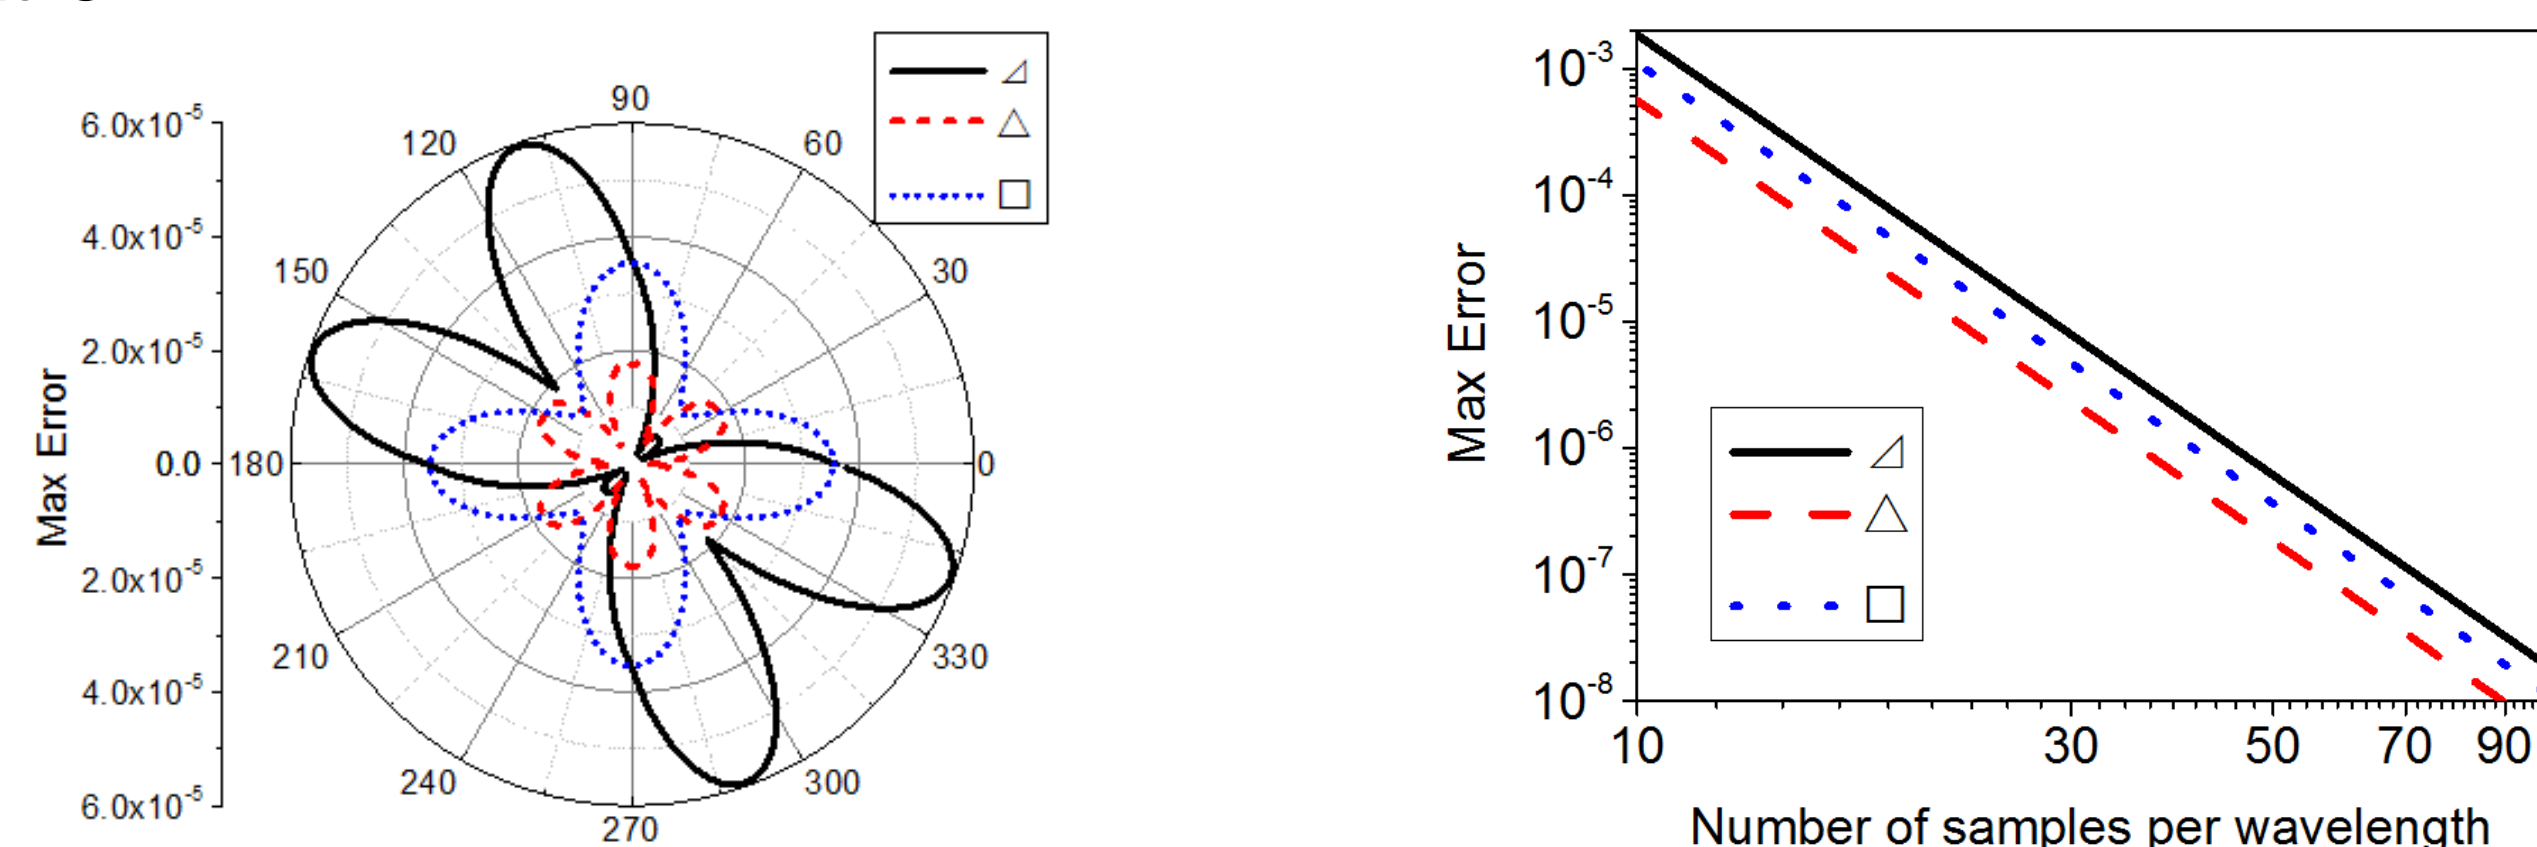 90
120
60
150
30
180
0
210
330
240
300
270
6.0x10^-5
4.0x10^-5
2.0x10^-5
0.0
2.0x10^-5
4.0x10^-5
6.0x10^-5
Max Error
10^-3
10^-4
10^-5
10^-6
10^-7
10^-8
Max Error
10 30 50 70 90
Number of samples per wavelength